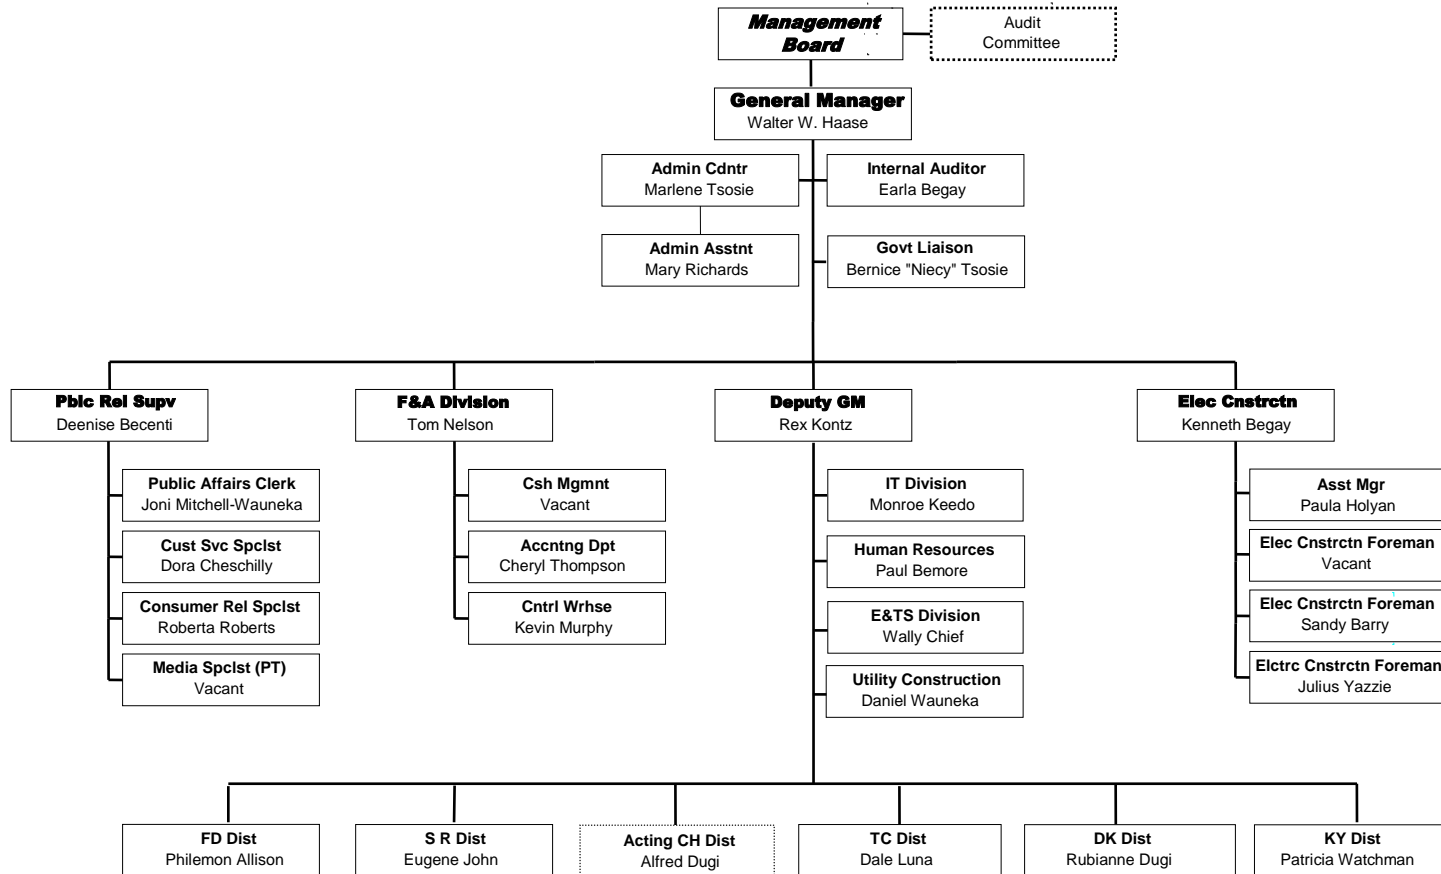 Management
Board
Audit
Committee
General Manager
Walter W. Haase
Admin Cdntr
Marlene Tsosie
Internal Auditor
Earla Begay
Admin Asstnt
Mary Richards
Govt Liaison
Bernice "Niecy" Tsosie
Pblc Rel Supv
Deenise Becenti
F&A Division
Tom Nelson
Deputy GM
Rex Kontz
Elec Cnstrctn
Kenneth Begay
Public Affairs Clerk
Joni Mitchell-Wauneka
Cust Svc Spclst
Dora Cheschilly
Consumer Rel Spclst
Roberta Roberts
Media Spclst (PT)
Vacant
Csh Mgmnt
Vacant
Accntng Dpt
Cheryl Thompson
Cntrl Wrhse
Kevin Murphy
IT Division
Monroe Keedo
Human Resources
Paul Bemore
E&TS Division
Wally Chief
Utility Construction
Daniel Wauneka
Asst Mgr
Paula Holyan
Elec Cnstrctn Foreman
Vacant
Elec Cnstrctn Foreman
Sandy Barry
Elctrc Cnstrctn Foreman
Julius Yazzie
FD Dist
Philemon Allison
S R Dist
Eugene John
Acting CH Dist
Alfred Dugi
TC Dist
Dale Luna
DK Dist
Rubianne Dugi
KY Dist
Patricia Watchman